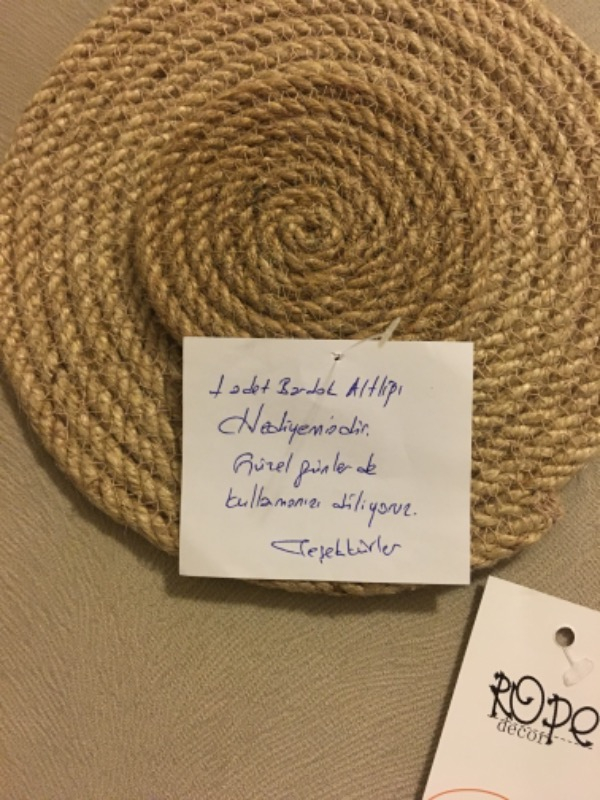 1 adet Bardak Altlığı
Hediyemizdir.
Güzel günlerde
kullanmanızı diliyoruz.
Teşekkürler
ROPE
decor